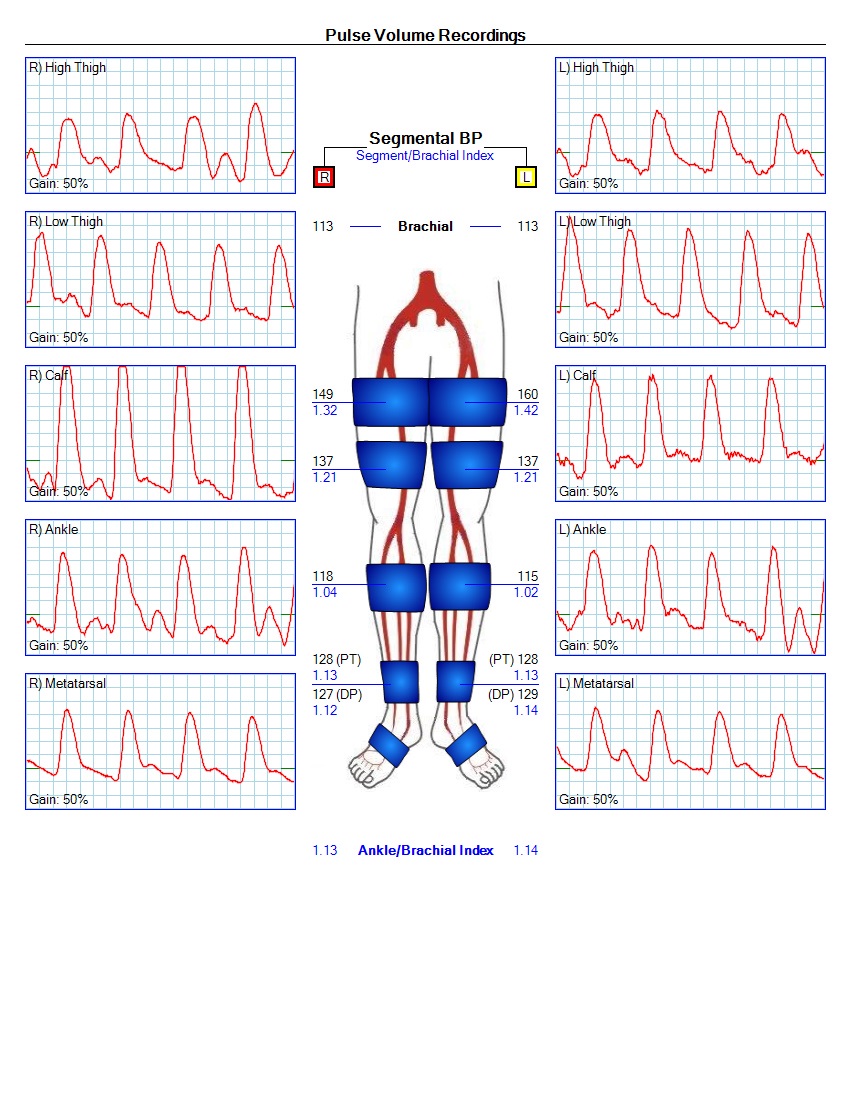 Pulse Volume Recordings
R) High Thigh
Gain: 50%
R) Low Thigh
Gain: 50%
R) Calf
Gain: 50%
R) Ankle
Gain: 50%
R) Metatarsal
Gain: 50%
Segmental BP
Segment/Brachial Index
R
L
113 Brachial 113
149 160
1.32 1.42
137 137
1.21 1.21
118 115
1.04 1.02
128 (PT) (PT) 128
1.13 1.13
127 (DP) (DP) 129
1.12 1.14
1.13 Ankle/Brachial Index 1.14
L) High Thigh
Gain: 50%
L) Low Thigh
Gain: 50%
L) Calf
Gain: 50%
L) Ankle
Gain: 50%
L) Metatarsal
Gain: 50%